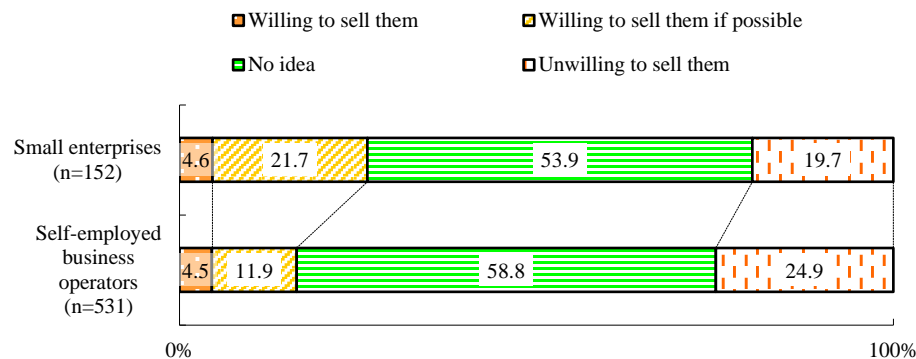 Willing to sell them
Willing to sell them if possible
No idea
Unwilling to sell them
Small enterprises
(n=152)
4.6
21.7
53.9
19.7
Self-employed
business
operators
(n=531)
4.5
11.9
58.8
24.9
0%
100%